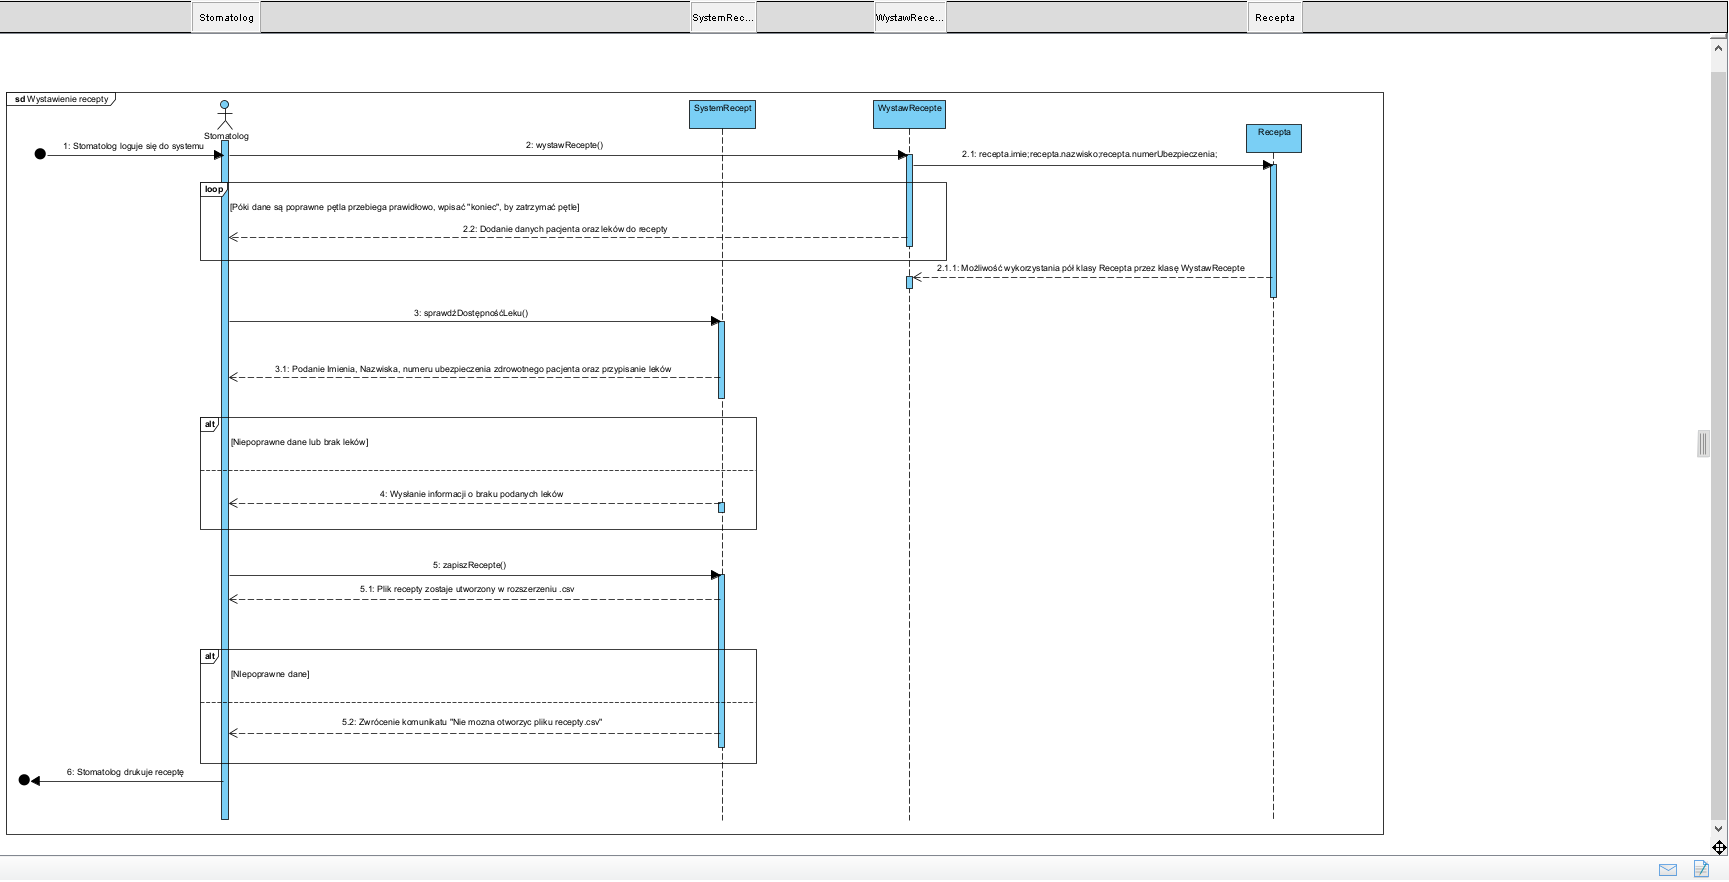 Stomatolog
SystemRec...
WystawRece...
Recepta
sd Wystawienie recepty
Stomatolog
SystemRecept
WystawRecepte
Recepta
1: Stomatolog loguje się do systemu
2: wystawRecepte()
2.1: recepta.imie;recepta.nazwisko;recepta.numerUbezpieczenia;
loop
[Póki dane są poprawne pętla przebiega prawidłowo, wpisać "koniec", by zatrzymać pętle]
2.2: Dodanie danych pacjenta oraz leków do recepty
2.1.1: Możliwość wykorzystania pól klasy Recepta przez klasę WystawRecepte
3: sprawdźDostępnośćLeku()
3.1: Podanie Imienia, Nazwiska, numeru ubezpieczenia zdrowotnego pacjenta oraz przypisanie leków
alt
[Niepoprawne dane lub brak leków]
4: Wysłanie informacji o braku podanych leków
5: zapiszRecepte()
5.1: Plik recepty zostaje utworzony w rozszerzeniu .csv
alt
[NIepoprawne dane]
5.2: Zwrócenie komunikatu "Nie mozna otworzyc pliku recepty.csv"
6: Stomatolog drukuje receptę